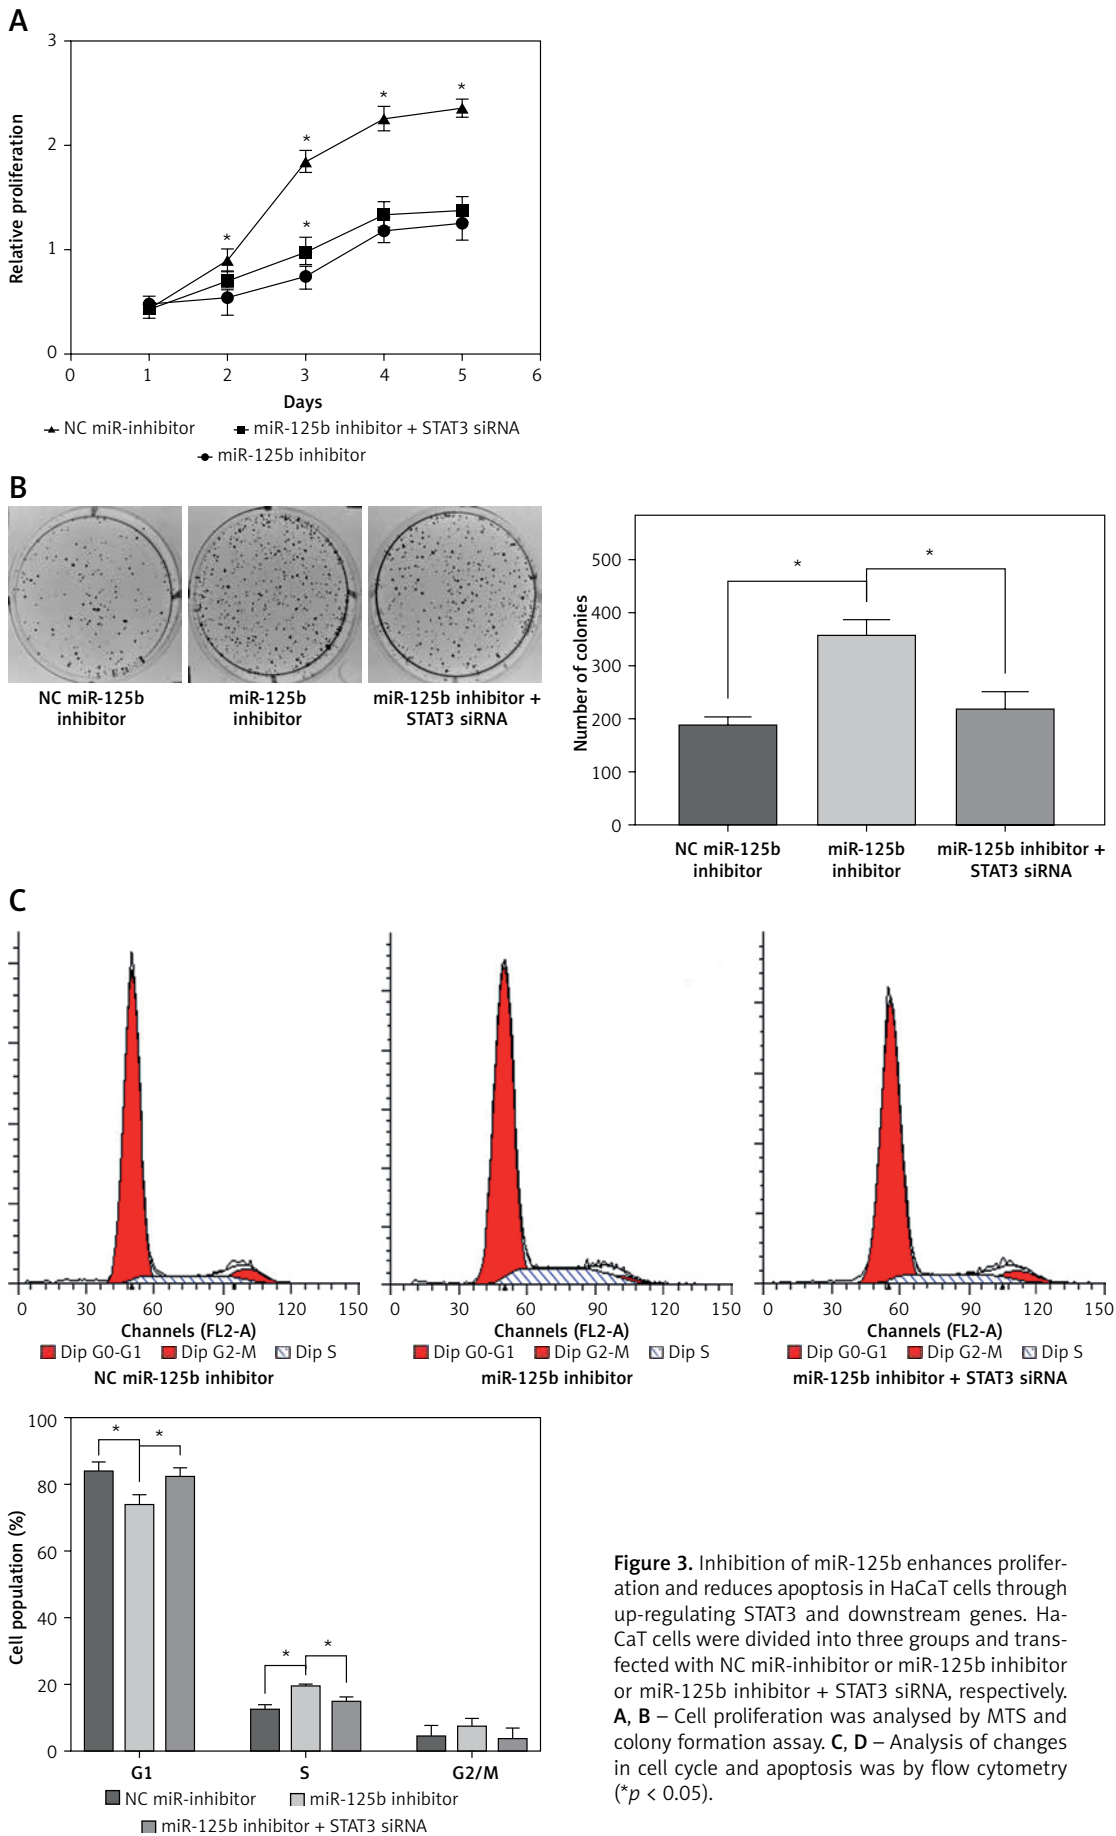 A
3
2
1
0
Relative proliferation
*
*
*
*
*
0 1 2 3 4 5 6
Days
NC miR-inhibitor miR-125b inhibitor + STAT3 siRNA
miR-125b inhibitor
B
NC miR-125b
inhibitor
miR-125b
inhibitor
miR-125b inhibitor +
STAT3 siRNA
Number of colonies
500
400
300
200
100
0
*
*
NC miR-125b
inhibitor
miR-125b
inhibitor
miR-125b inhibitor +
STAT3 siRNA
C
0 30 60 90 120 150
Channels (FL2-A)
Dip G0-G1 Dip G2-M Dip S
NC miR-125b inhibitor
0 30 60 90 120 150
Channels (FL2-A)
Dip G0-G1 Dip G2-M Dip S
miR-125b inhibitor
0 30 60 90 120 150
Channels (FL2-A)
Dip G0-G1 Dip G2-M Dip S
miR-125b inhibitor + STAT3 siRNA
Cell population (%)
100
80
60
40
20
0
* *
* *
G1 S G2/M
NC miR-inhibitor miR-125b inhibitor
miR-125b inhibitor + STAT3 siRNA
Figure 3. Inhibition of miR-125b enhances prolifer-
ation and reduces apoptosis in HaCaT cells through
up-regulating STAT3 and downstream genes. Ha-
CaT cells were divided into three groups and trans-
fected with NC miR-inhibitor or miR-125b inhibitor
or miR-125b inhibitor + STAT3 siRNA, respectively.
A, B – Cell proliferation was analysed by MTS and
colony formation assay. C, D – Analysis of changes
in cell cycle and apoptosis was by flow cytometry
(*p < 0.05).